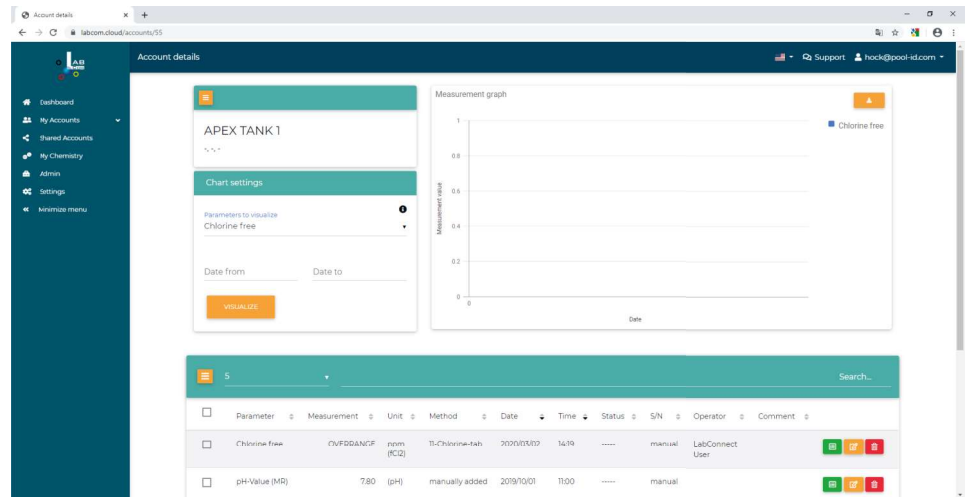 Account details
labcom.cloud/accounts/55
LAB
Account details
Support
hock@pool-id.com
Dashboard
My Accounts
Shared Accounts
My Chemistry
Admin
Settings
Minimize menu
APEX TANK 1
-, -, -
Chart settings
Parameters to visualize
Chlorine free
Date from Date to
VISUALIZE
Measurement graph
Chlorine free
1
0.8
0.6
0.4
0.2
0
0
Measurement value
Date
5
Search...
Parameter Measurement Unit Method Date Time Status S/N Operator Comment
Chlorine free OVERRANGE ppm (fCl2) 11-Chlorine-tab 2020/03/02 14:19 ----- manual LabConnect User
pH-Value (MR) 7.80 (pH) manually added 2019/10/01 11:00 ----- manual